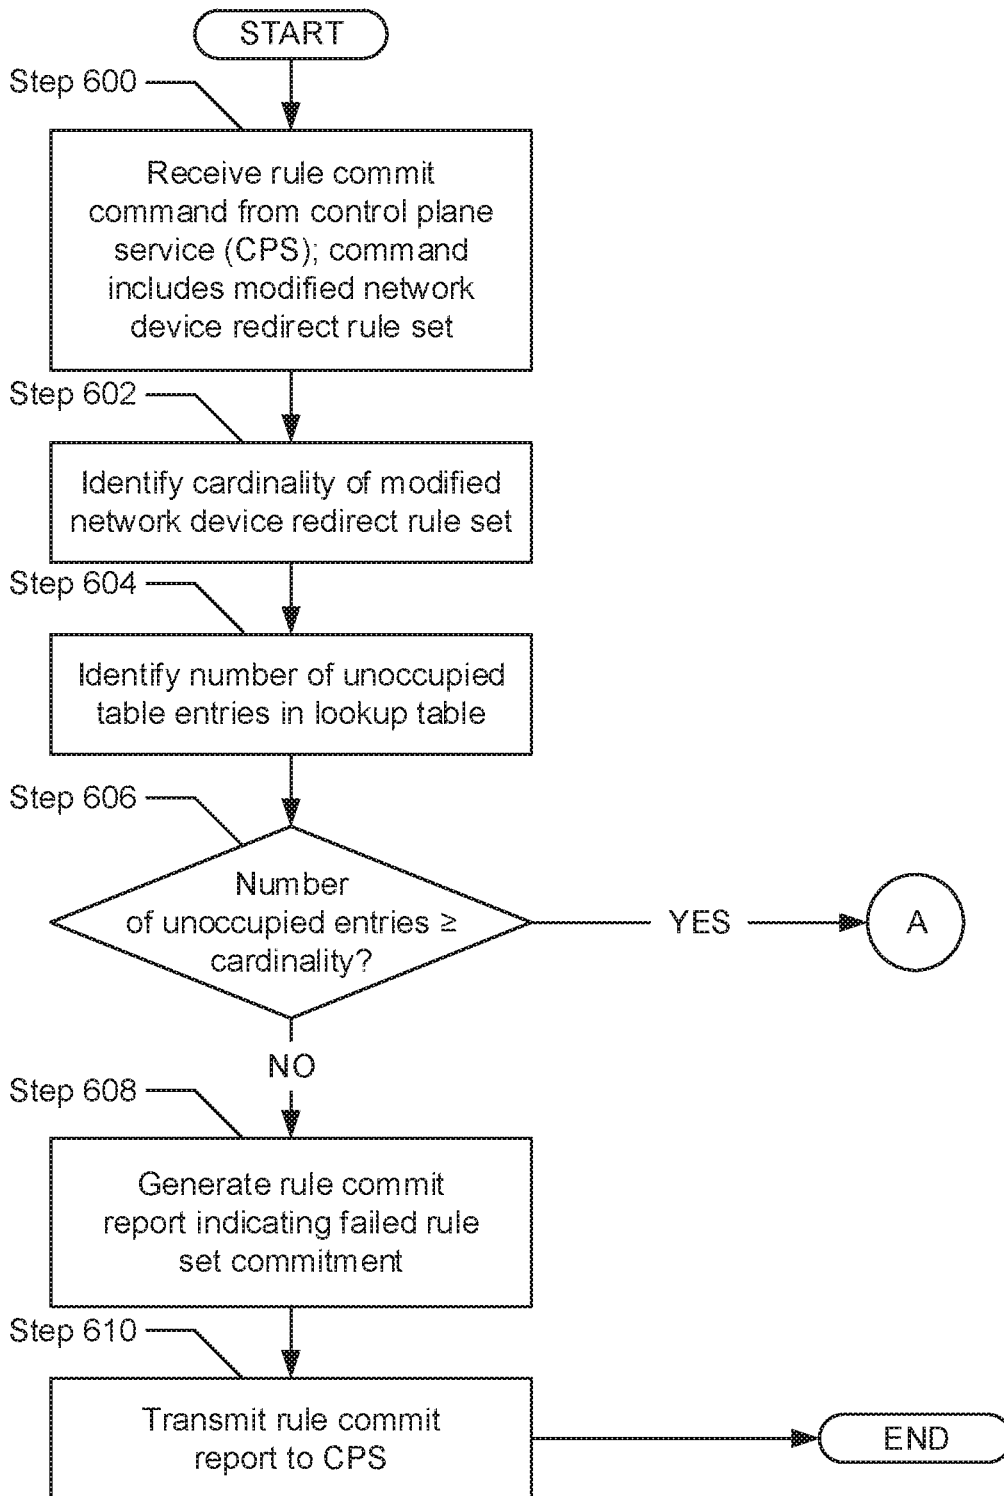 START
Step 600
Receive rule commit
command from control plane
service (CPS); command
includes modified network
device redirect rule set
Step 602
Identify cardinality of modified
network device redirect rule set
Step 604
Identify number of unoccupied
table entries in lookup table
Step 606
Number
of unoccupied entries ≥
cardinality?
YES
A
NO
Step 608
Generate rule commit
report indicating failed rule
set commitment
Step 610
Transmit rule commit
report to CPS
END